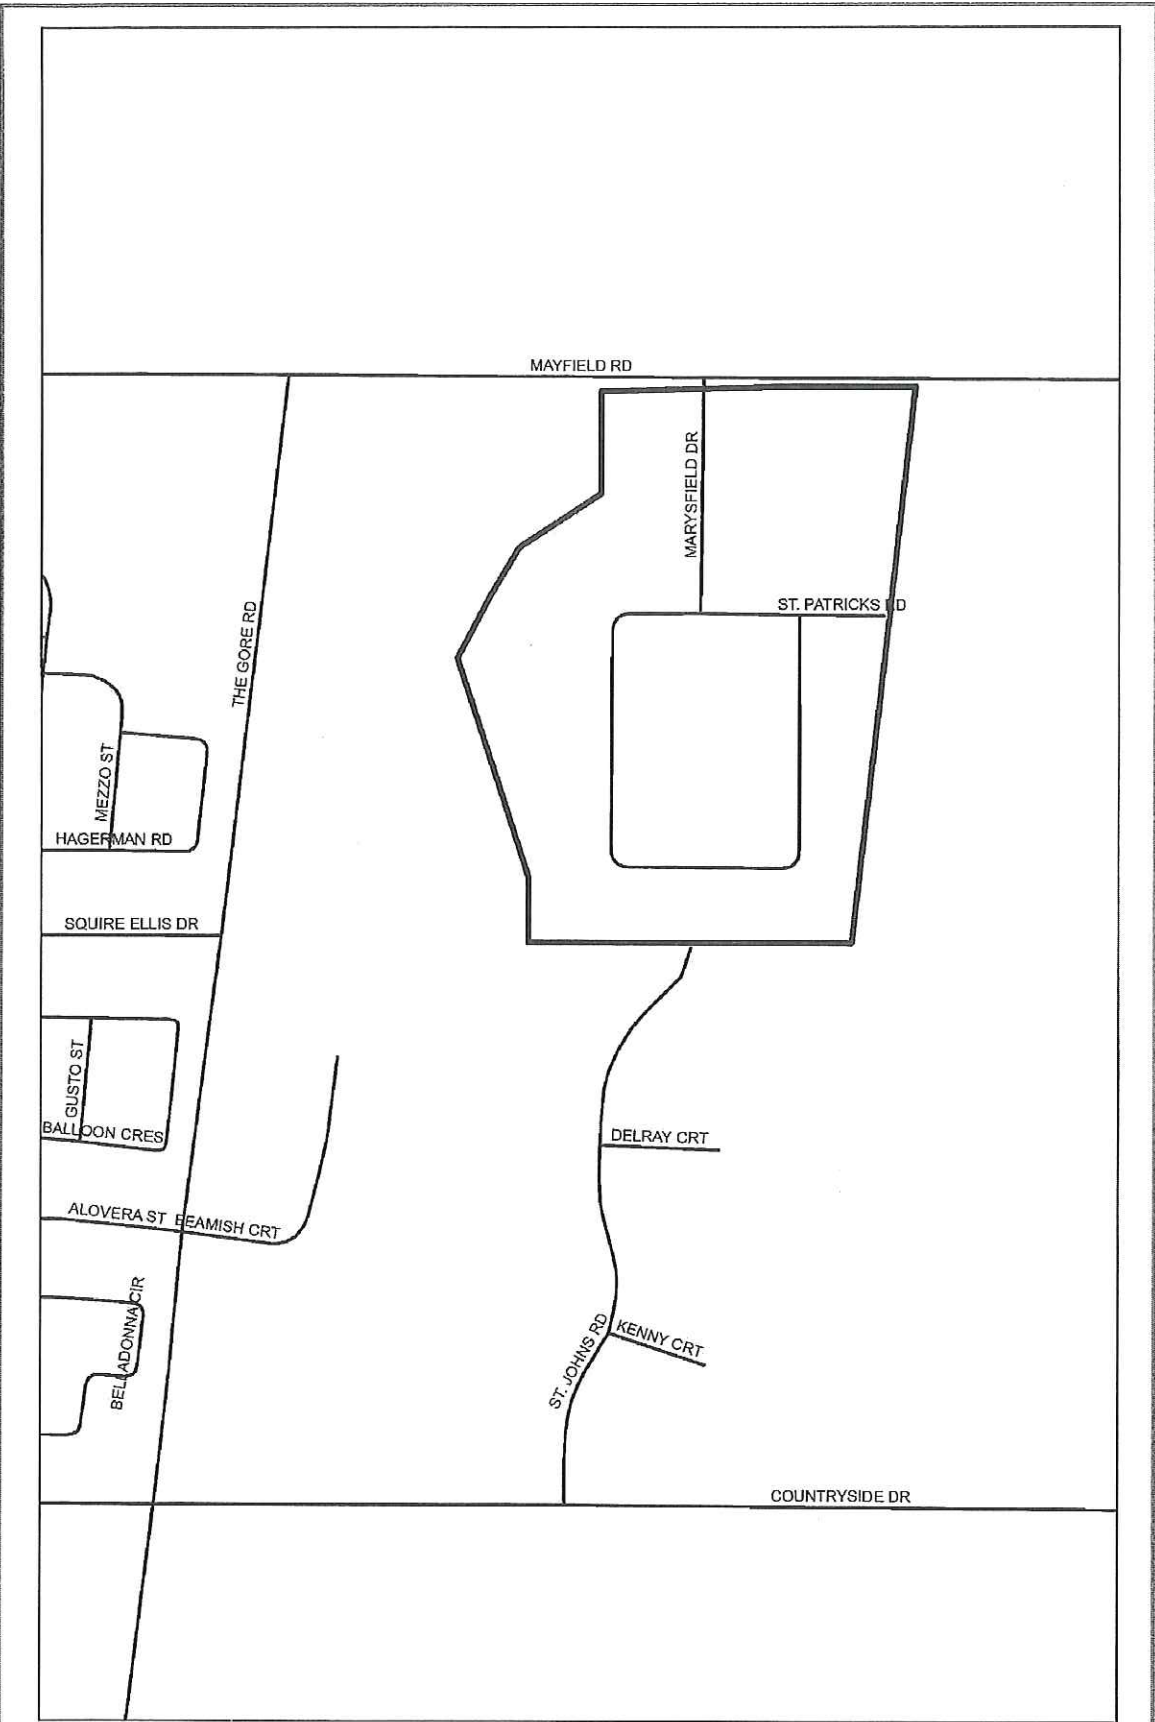 MAYFIELD RD
MARYSFIELD DR
ST. PATRICKS RD
THE GORE RD
MEZZO ST
HAGERMAN RD
SQUIRE ELLIS DR
GUSTO ST
BALLOON CRES
DELRAY CRT
ALOVERA ST BEAMISH CRT
BELLADONNA CIR
ST. JOHNS RD
KENNY CRT
COUNTRYSIDE DR